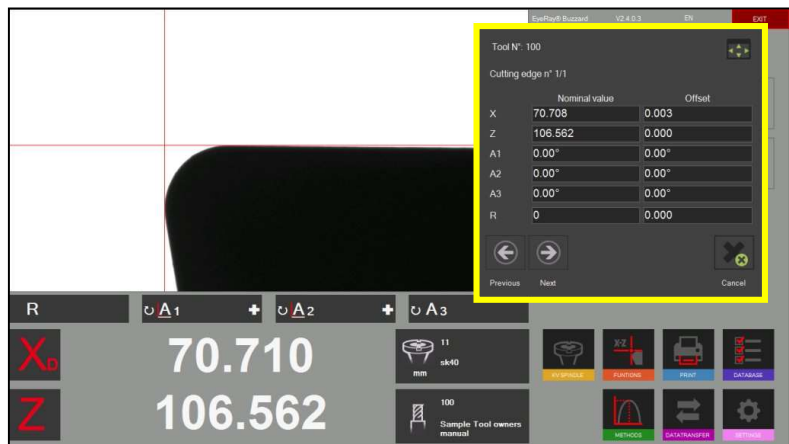 EyeRay® Buzzard V2.4.0.3 EN EXIT
Tool N°: 100
Cutting edge n° 1/1
Nominal value Offset
X 70.708 0.003
Z 106.562 0.000
A1 0.00° 0.00°
A2 0.00° 0.00°
A3 0.00° 0.00°
R 0 0.000
Previous Next Cancel
R A1 A2 A3
XD 70.710
mm
11
sk40
Z 106.562
100
Sample Tool owners
manual
KV SPINDLE
X-Z
FUNTIONS
PRINT
DATABASE
METHODS
DATATRANSFER
SETTINGS